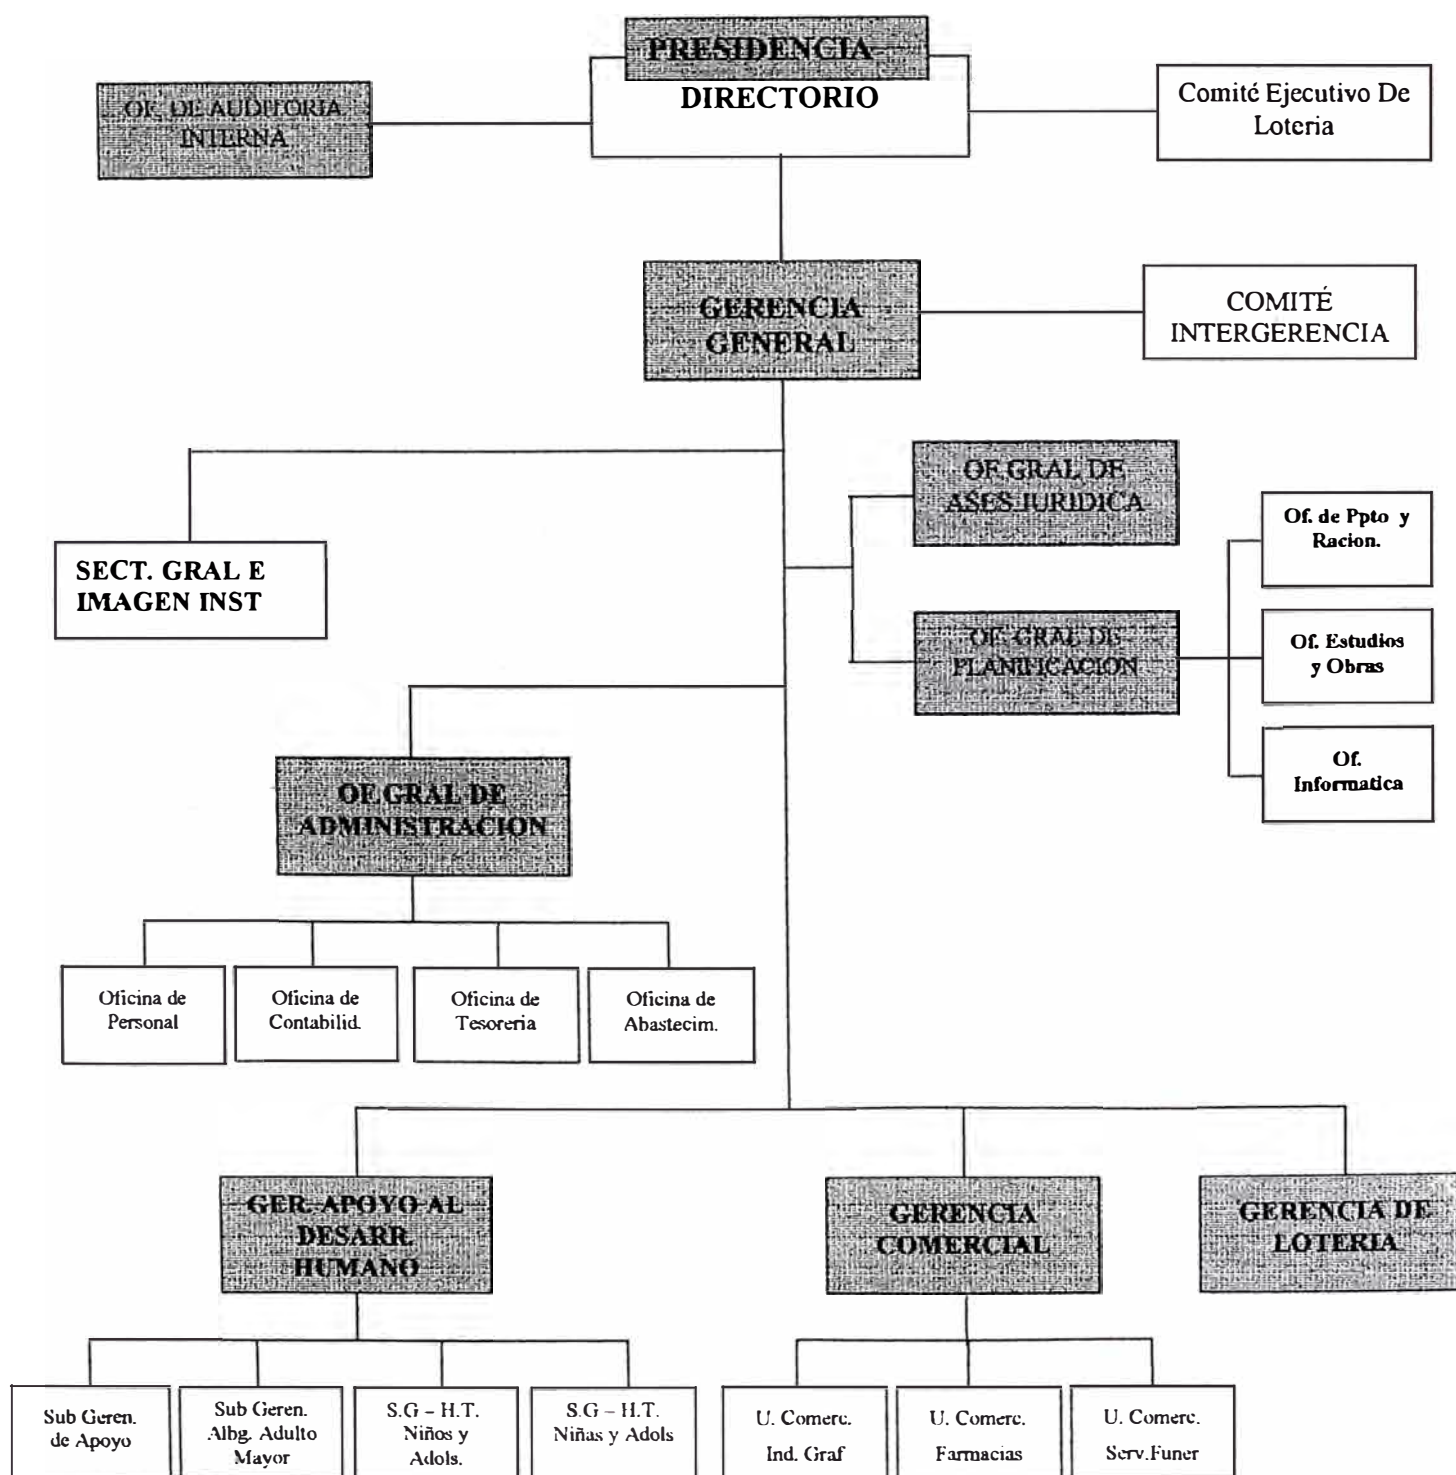 PRESIDENCIA
DIRECTORIO
OF. DE AUDITORIA
INTERNA
Comité Ejecutivo De
Loteria
GERENCIA
GENERAL
COMITÉ
INTERGERENCIA
OF.GRAL DE
ASES JURIDICA
Of. de Ppto y
Racion.
SECT. GRAL E
IMAGEN INST
OF. GRAL DE
PLANIFICACION
Of. Estudios
y Obras
Of.
Informatica
OF.GRAL DE
ADMINISTRACION
Oficina de
Personal
Oficina de
Contabilid.
Oficina de
Tesoreria
Oficina de
Abastecim.
GER. APOYO AL
DESARR.
HUMANO
GERENCIA
COMERCIAL
GERENCIA DE
LOTERIA
Sub Geren.
de Apoyo
Sub Geren.
Albg. Adulto
Mayor
S.G – H.T.
Niños y
Adols.
S.G – H.T.
Niñas y Adols
U. Comerc.
Ind. Graf
U. Comerc.
Farmacias
U. Comerc.
Serv.Funer